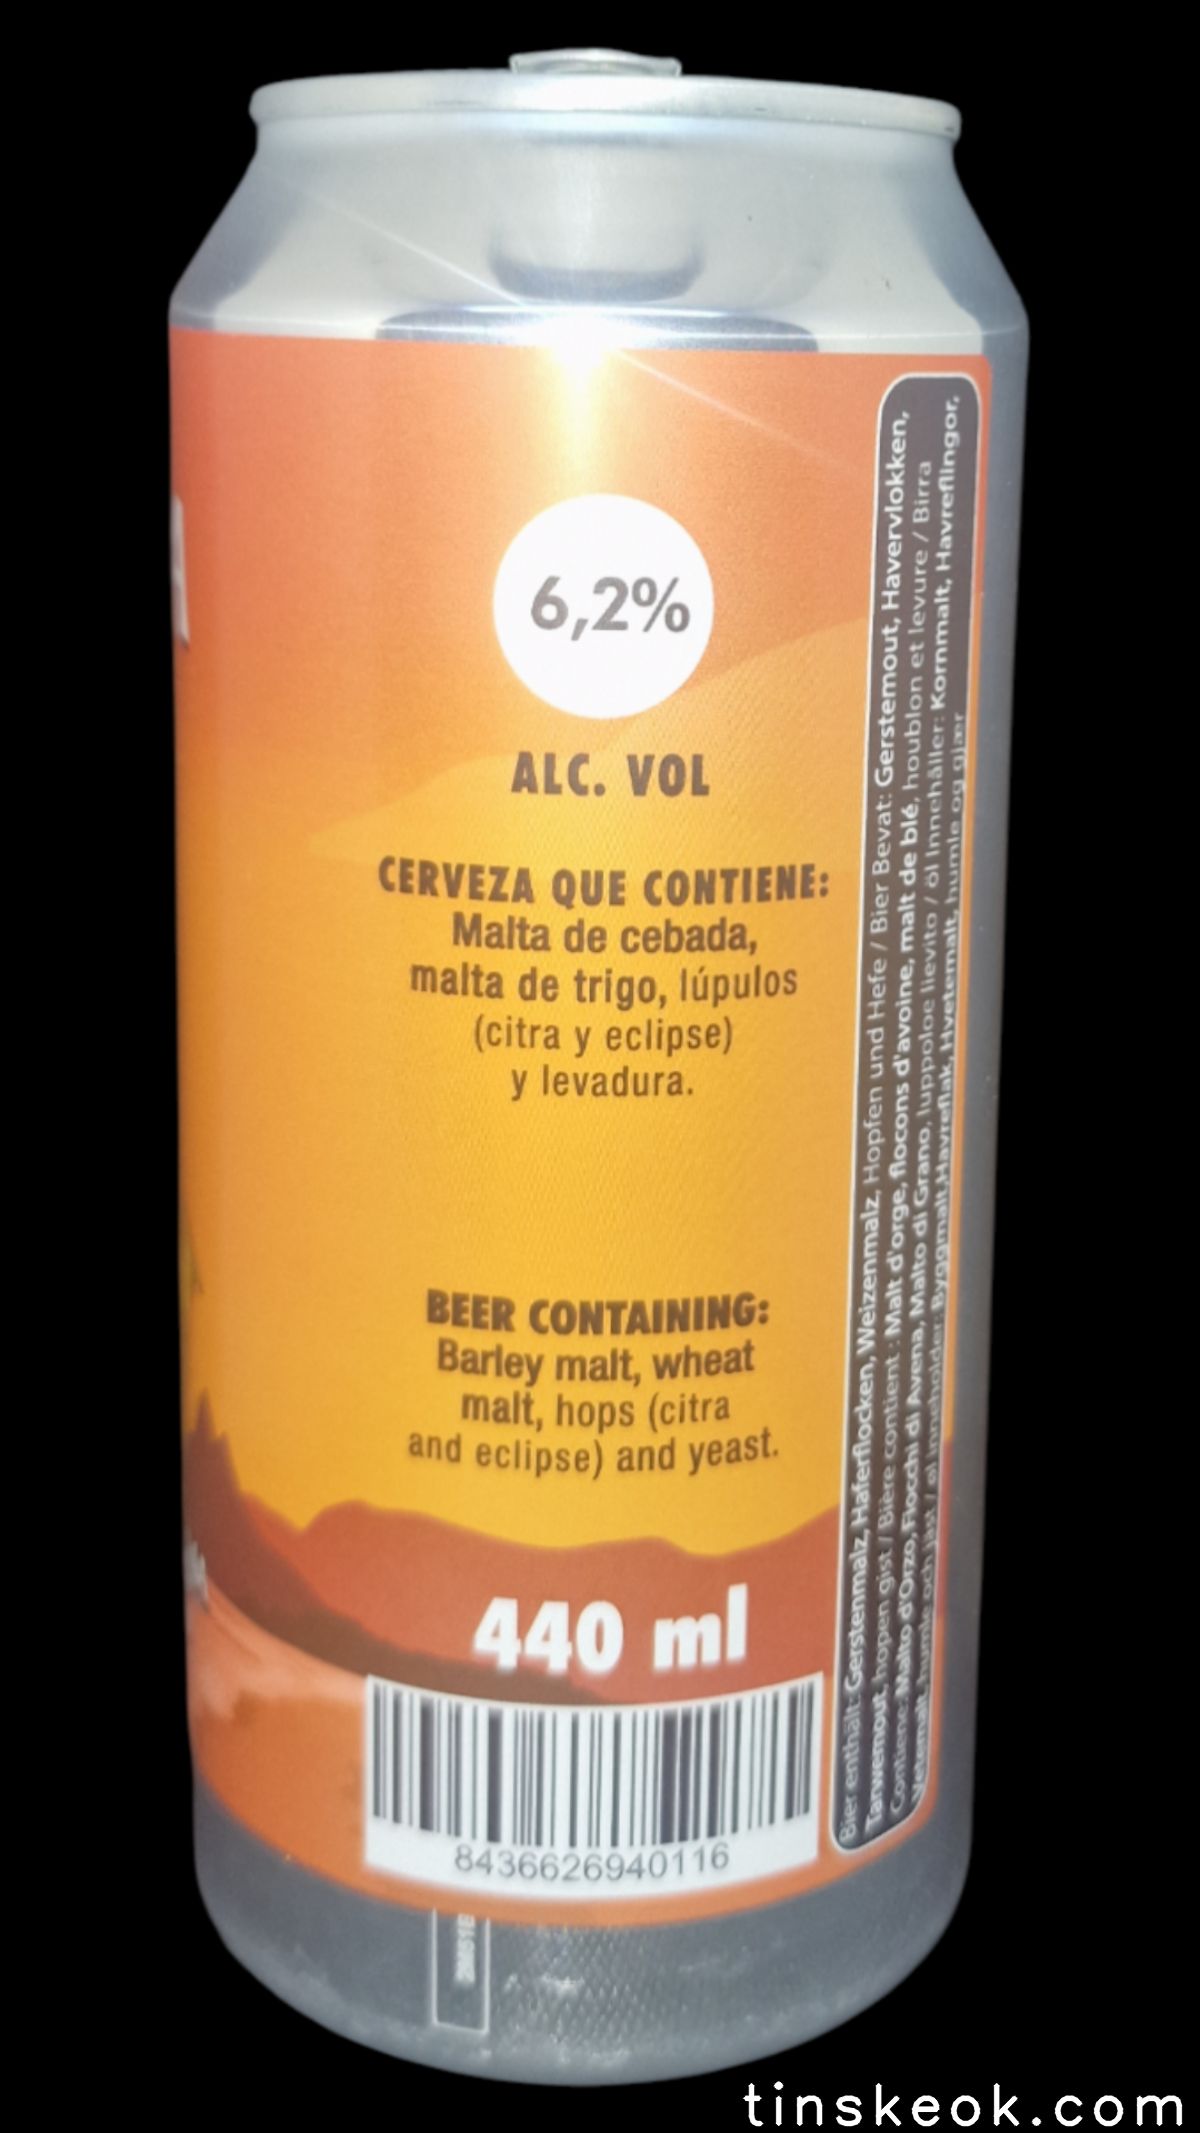 6,2%
ALC. VOL
CERVEZA QUE CONTIENE:
Malta de cebada,
malta de trigo, lúpulos
(citra y eclipse)
y levadura.
BEER CONTAINING:
Barley malt, wheat
malt, hops (citra
and eclipse) and yeast.
440 ml
8436626940116
Bier enthält: Gerstenmalz, Haferflocken, Weizenmalz, Hopfen und Hefe / Bier Bevat: Gerstemout, Havervlokken,
Tarwemout, hopen gist / Bière contient : Malt d'orge, flocons d'avoine, malt de blé, houblon et levure / Birra
Contiene: Malto d'Orzo, Fiocchi di Avena, Malto di Grano, luppoloe lievito / öl Innehåller: Kornmalt, Havreflingor,
Vetemalt, humle och jäst / øl Inneholder: Byggmalt,Havreflak, Hvetemalt, humle og gjær
tinskeok.com